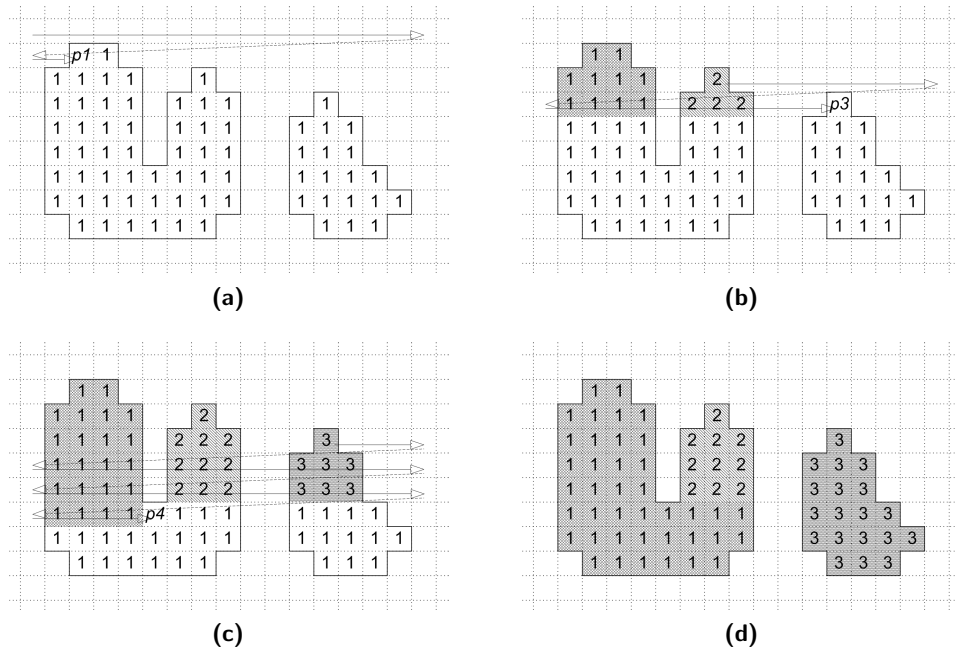 p1 1
1 1 1 1 1
1 1 1 1 1 1 1 1
1 1 1 1 1 1 1 1 1 1
1 1 1 1 1 1 1 1 1 1
1 1 1 1 1 1 1 1 1 1 1 1
1 1 1 1 1 1 1 1 1 1 1 1 1
1 1 1 1 1 1 1 1 1
(a)
1 1
1 1 1 1 2
1 1 1 1 2 2 2 p3
1 1 1 1 1 1 1 1 1 1
1 1 1 1 1 1 1 1 1 1
1 1 1 1 1 1 1 1 1 1 1 1
1 1 1 1 1 1 1 1 1 1 1 1 1
1 1 1 1 1 1 1 1 1
(b)
1 1
1 1 1 1 2
1 1 1 1 2 2 2 3
1 1 1 1 2 2 2 3 3 3
1 1 1 1 2 2 2 3 3 3
1 1 1 1 p4 1 1 1 1 1 1 1
1 1 1 1 1 1 1 1 1 1 1 1 1
1 1 1 1 1 1 1 1 1
(c)
1 1
1 1 1 1 2
1 1 1 1 2 2 2 3
1 1 1 1 2 2 2 3 3 3
1 1 1 1 2 2 2 3 3 3
1 1 1 1 1 1 1 1 3 3 3 3
1 1 1 1 1 1 1 1 3 3 3 3 3
1 1 1 1 1 1 3 3 3
(d)